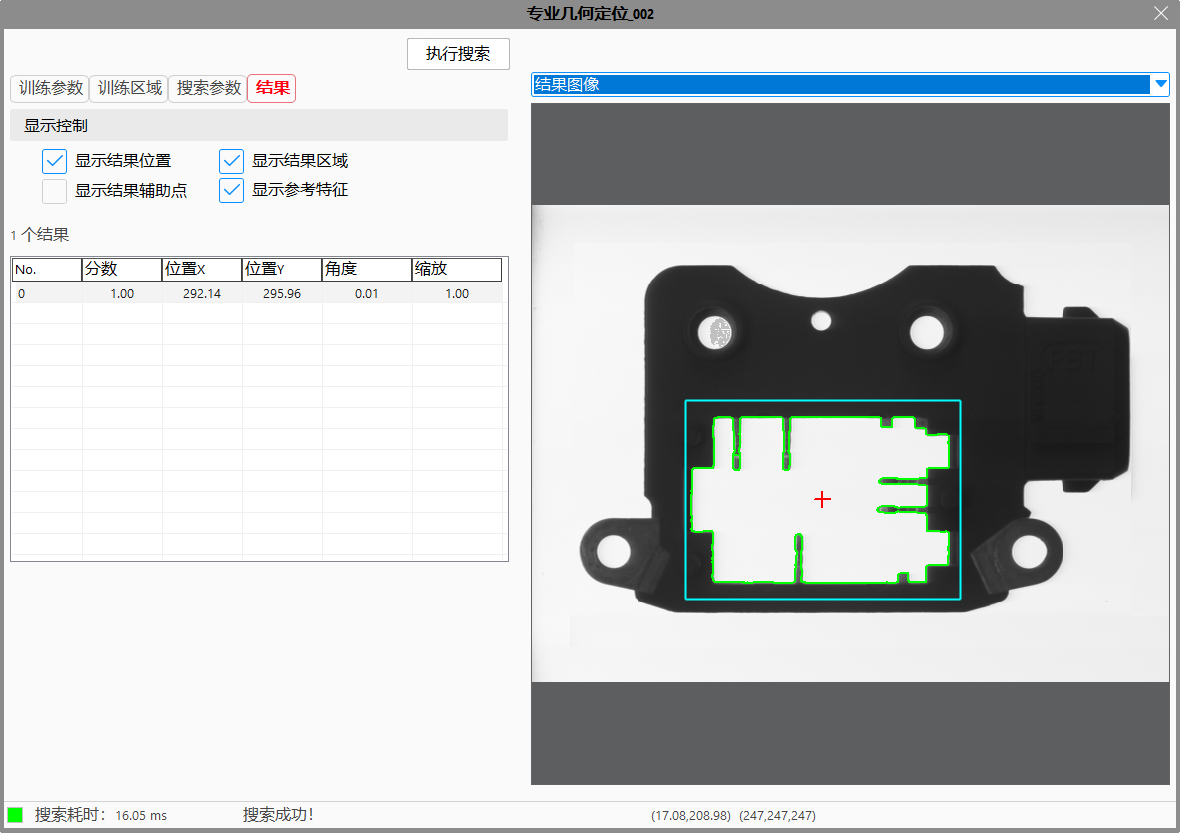 专业几何定位_002
执行搜索
训练参数 训练区域 搜索参数 结果
结果图像
显示控制
显示结果位置 显示结果区域
显示结果辅助点 显示参考特征
1 个结果
No. 分数 位置X 位置Y 角度 缩放
0 1.00 292.14 295.96 0.01 1.00
搜索耗时： 16.05 ms 搜索成功！ (17.08,208.98) (247,247,247)